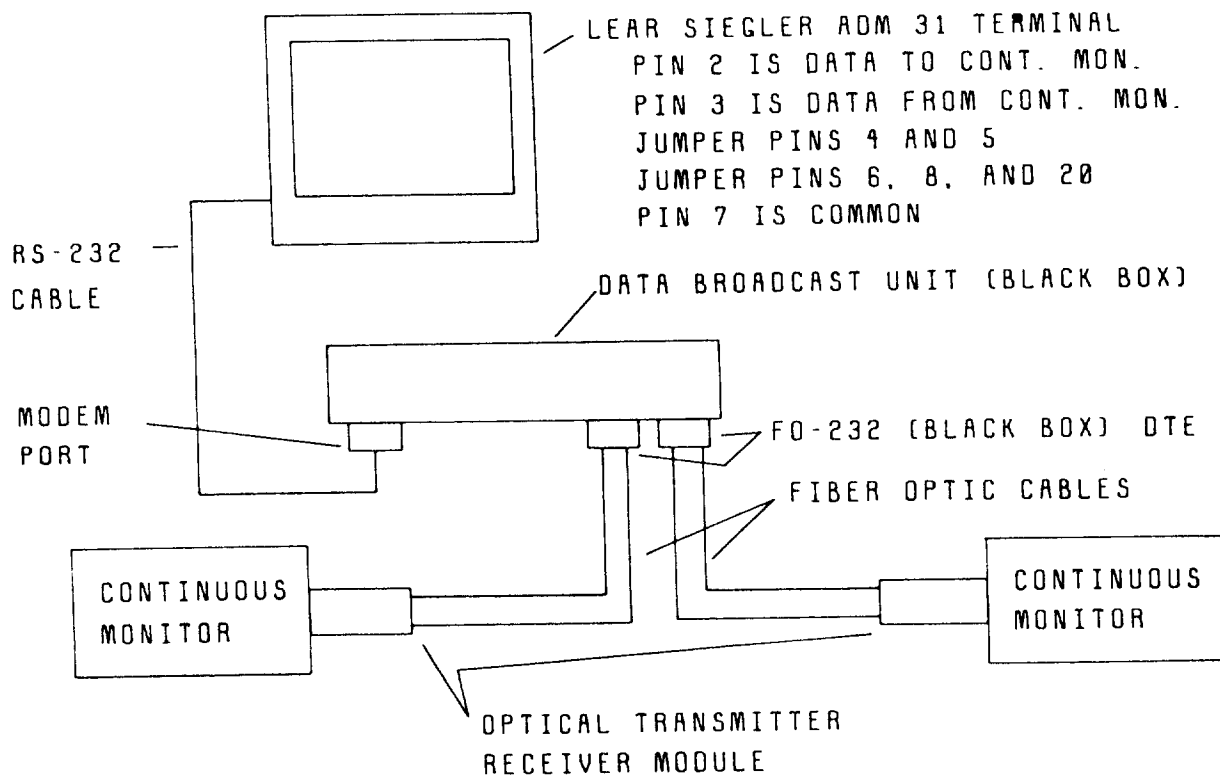 LEAR SIEGLER ADM 31 TERMINAL
PIN 2 IS DATA TO CONT. MON.
PIN 3 IS DATA FROM CONT. MON.
JUMPER PINS 4 AND 5
JUMPER PINS 6, 8, AND 20
PIN 7 IS COMMON
RS-232
CABLE
DATA BROADCAST UNIT (BLACK BOX)
MODEM
PORT
FO-232 (BLACK BOX) DTE
FIBER OPTIC CABLES
CONTINUOUS
MONITOR
CONTINUOUS
MONITOR
OPTICAL TRANSMITTER
RECEIVER MODULE